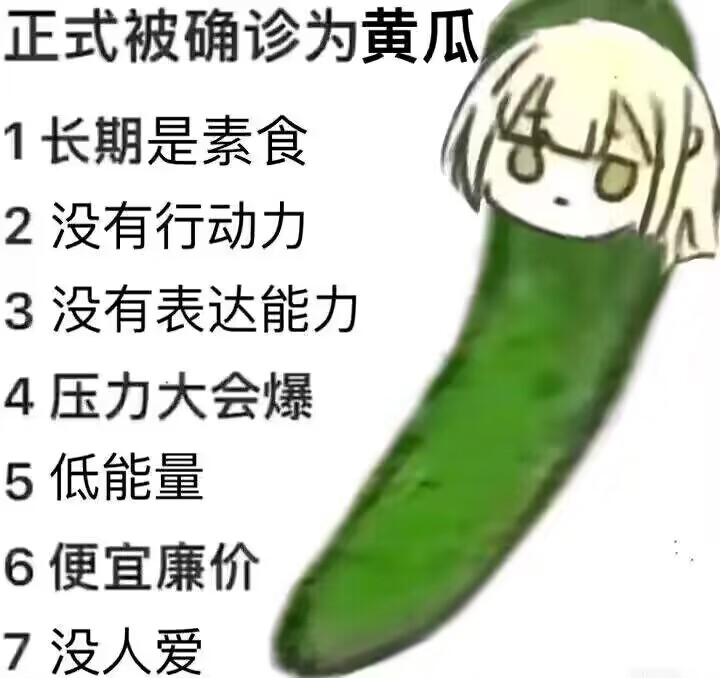 正式被确诊为黄瓜
1 长期是素食
2 没有行动力
3 没有表达能力
4 压力大会爆
5 低能量
6 便宜廉价
7 没人爱